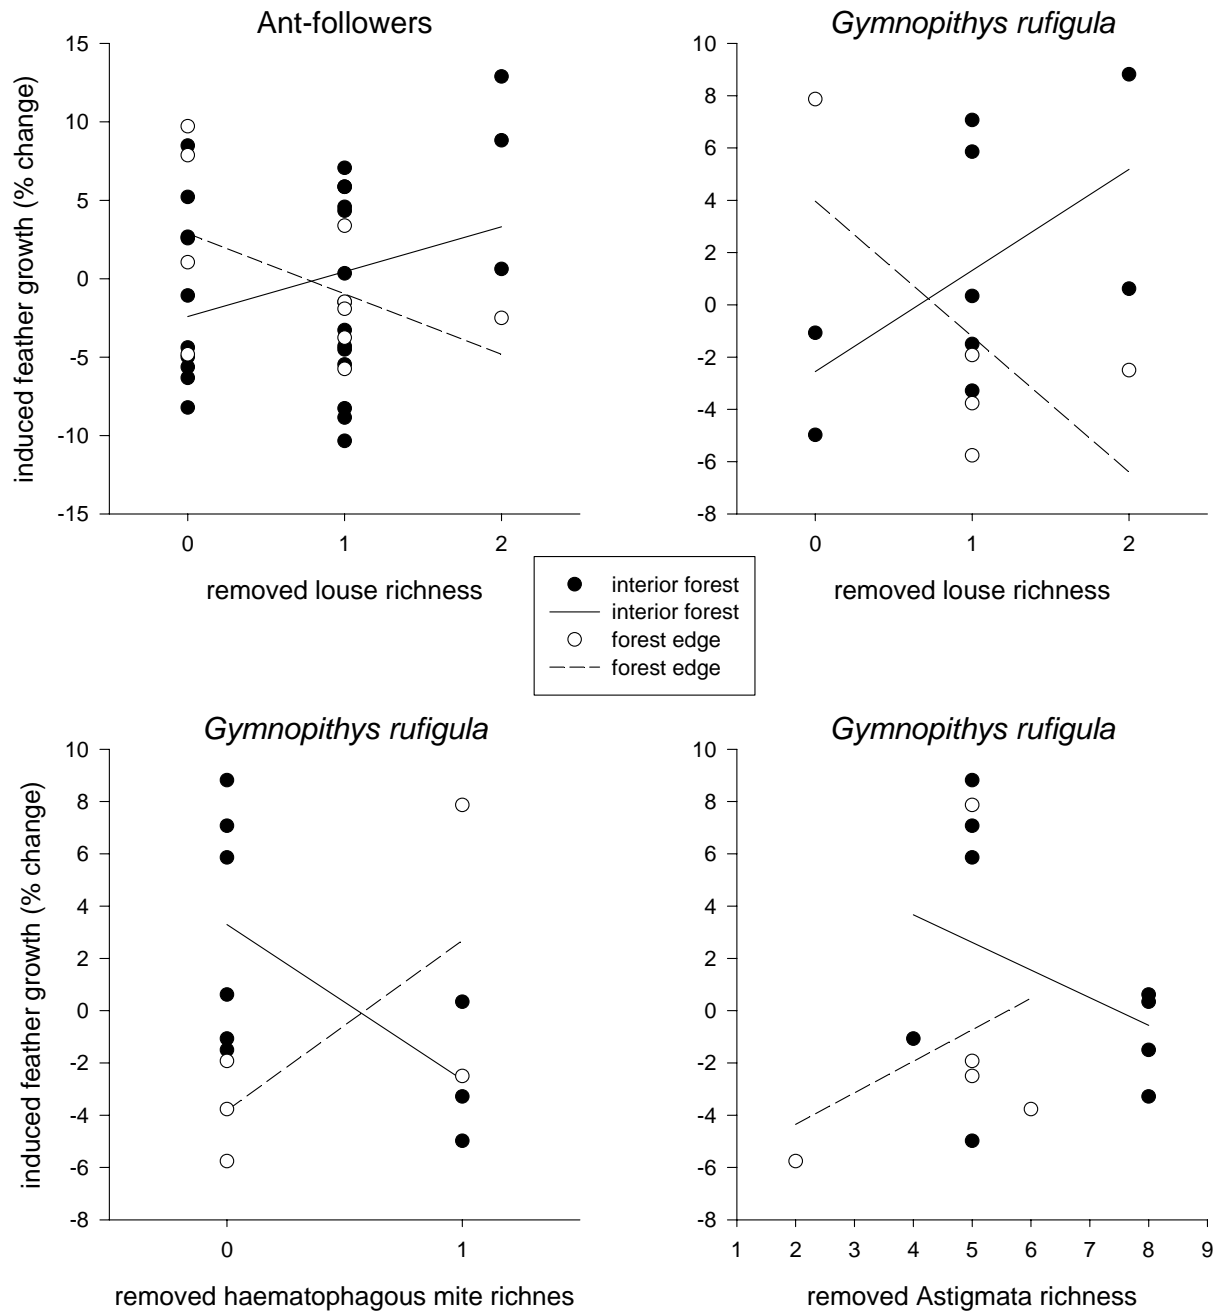 Ant-followers
induced feather growth (% change)
15
10
5
0
-5
-10
-15
0 1 2
removed louse richness
Gymnopithys rufigula
10
8
6
4
2
0
-2
-4
-6
-8
0 1 2
removed louse richness
interior forest
interior forest
forest edge
forest edge
Gymnopithys rufigula
induced feather growth (% change)
10
8
6
4
2
0
-2
-4
-6
-8
0 1
removed haematophagous mite richnes
Gymnopithys rufigula
10
8
6
4
2
0
-2
-4
-6
-8
1 2 3 4 5 6 7 8 9
removed Astigmata richness